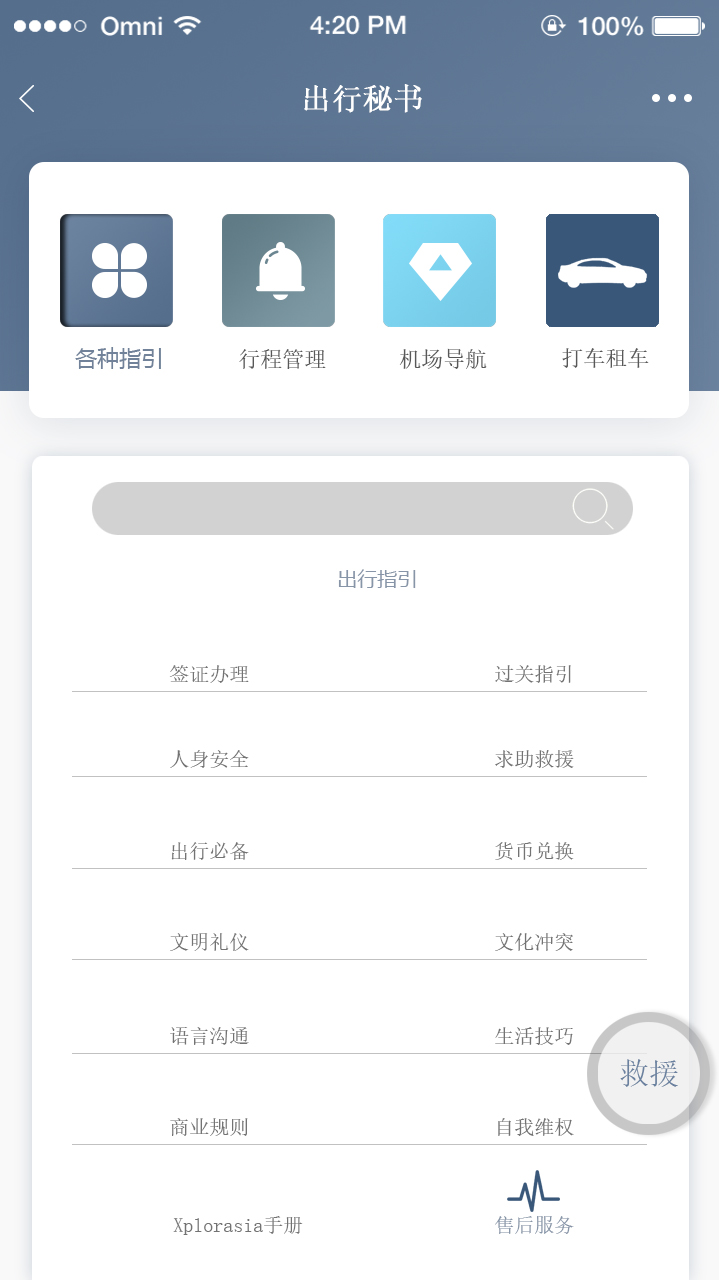 Omni 4:20 PM 100%
出行秘书
各种指引 行程管理 机场导航 打车租车
出行指引
签证办理 过关指引
人身安全 求助救援
出行必备 货币兑换
文明礼仪 文化冲突
语言沟通 生活技巧
救援
商业规则 自我维权
Xplorasia手册 售后服务